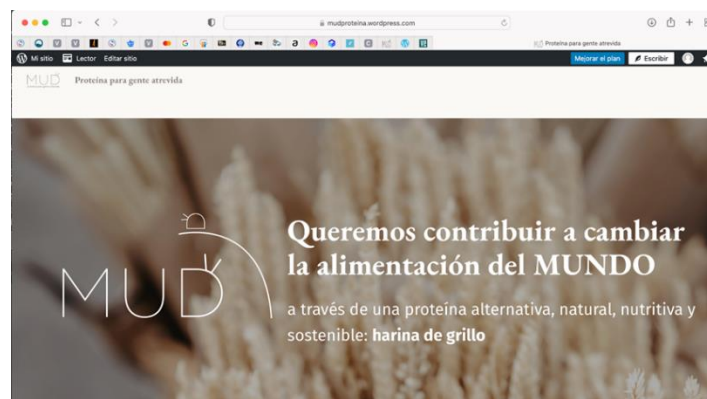 mudproteina.wordpress.com
MUD Proteína para gente atrevida
Mi sitio Lector Editar sitio Mejorar el plan Escribir
MUD Proteína para gente atrevida
MUD
Queremos contribuir a cambiar
la alimentación del MUNDO
a través de una proteína alternativa, natural, nutritiva y
sostenible: harina de grillo